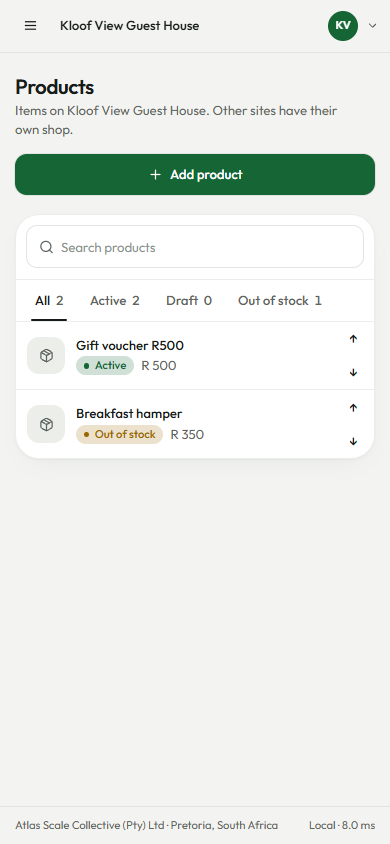 Kloof View Guest House
KV
Products
Items on Kloof View Guest House. Other sites have their
own shop.
Add product
Search products
All 2 Active 2 Draft 0 Out of stock 1
Gift voucher R500
Active R 500
Breakfast hamper
Out of stock R 350
Atlas Scale Collective (Pty) Ltd · Pretoria, South Africa Local · 8.0 ms